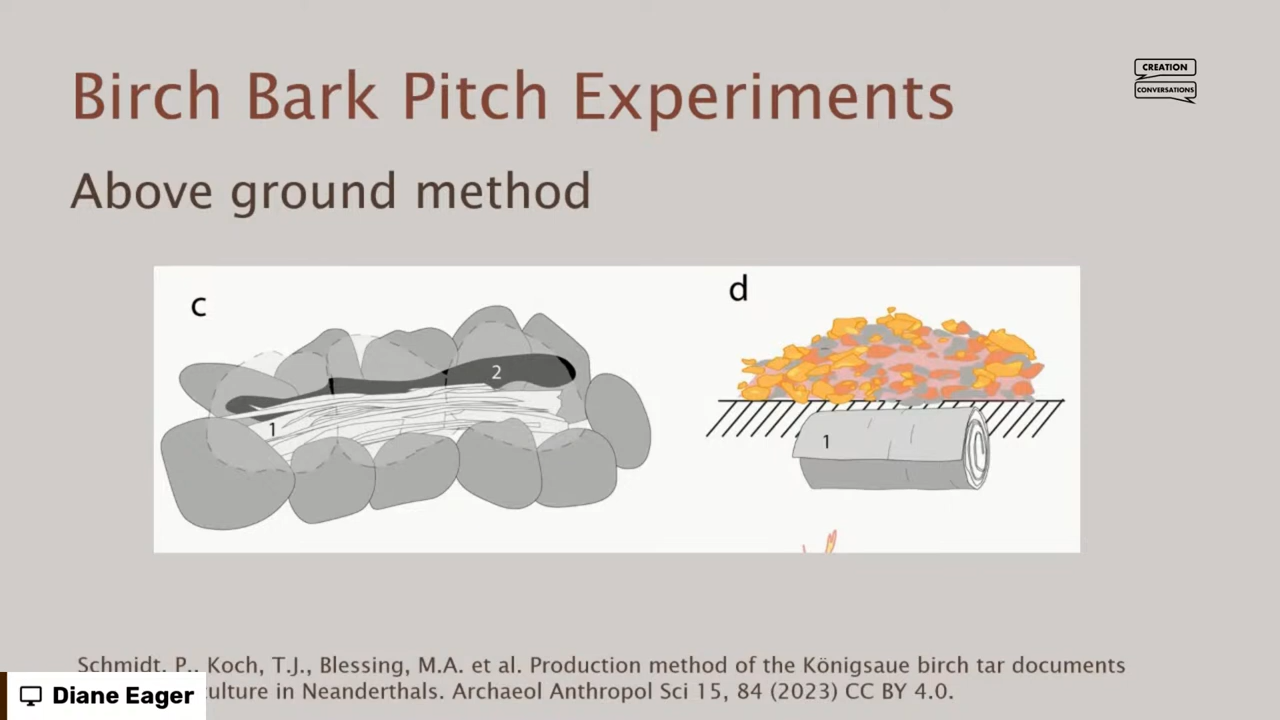 Birch Bark Pitch Experiments
CREATION
CONVERSATIONS
Above ground method
c
d
2
1
1
Schmidt, P., Koch, T.J., Blessing, M.A. et al. Production method of the Königsaue birch tar documents
ulture in Neanderthals. Archaeol Anthropol Sci 15, 84 (2023) CC BY 4.0.
Diane Eager